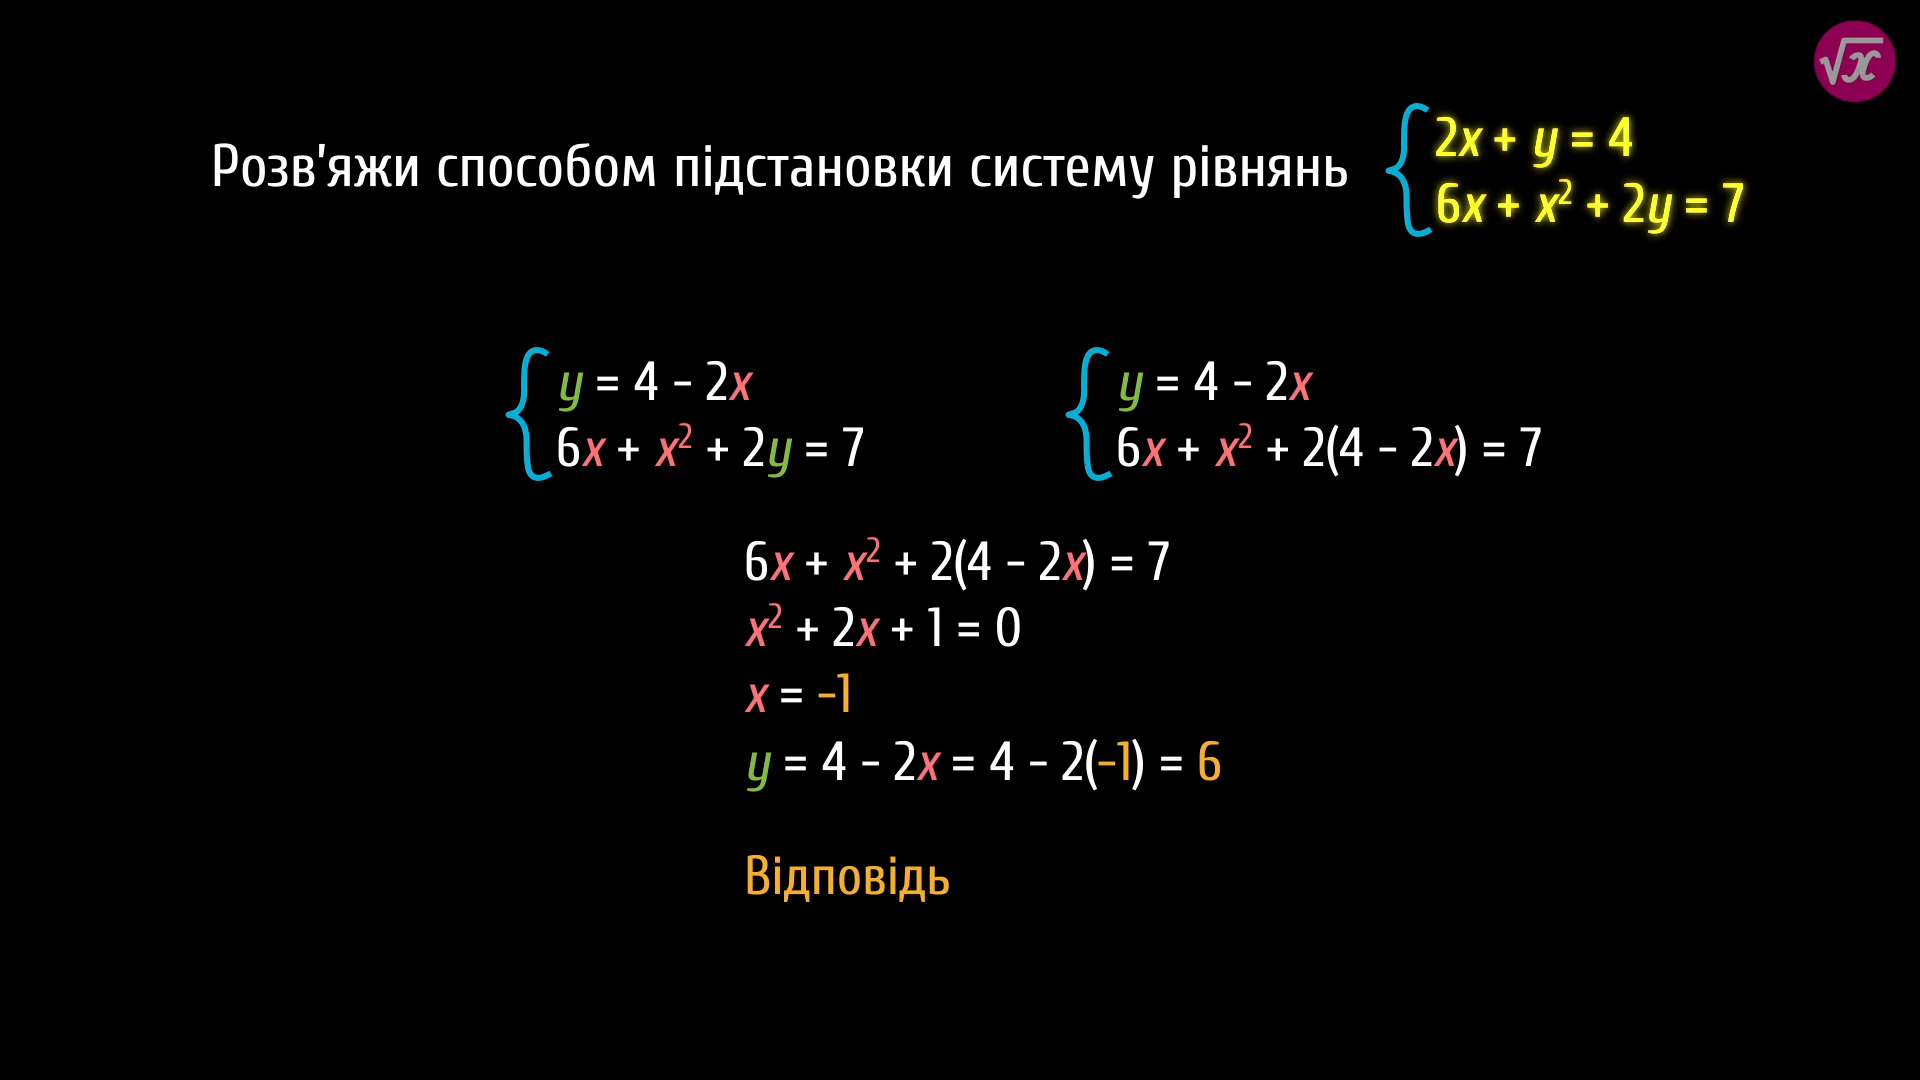 √x
Розв'яжи способом підстановки систему рівнянь
2x + y = 4
6x + x² + 2y = 7
y = 4 - 2x
6x + x² + 2y = 7
y = 4 - 2x
6x + x² + 2(4 - 2x) = 7
6x + x² + 2(4 - 2x) = 7
x² + 2x + 1 = 0
x = -1
y = 4 - 2x = 4 - 2(-1) = 6
Відповідь